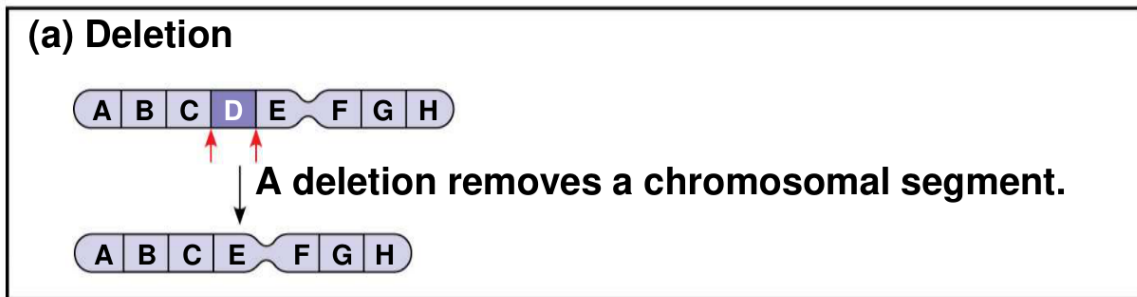 (a) Deletion
A B C D E F G H
A deletion removes a chromosomal segment.
A B C E F G H